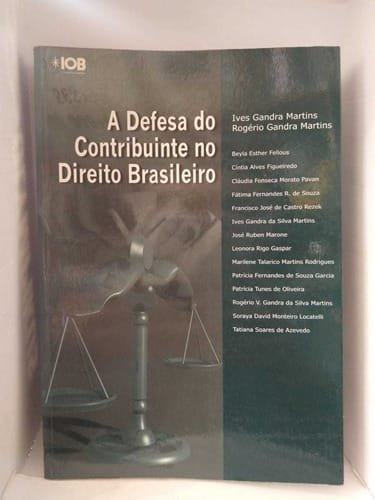 IOB
A Defesa do
Contribuinte no
Direito Brasileiro
Ives Gandra Martins
Rogério Gandra Martins
Beyla Esther Fellous
Cíntia Alves Figueiredo
Cláudia Fonseca Morato Pavan
Fátima Fernandes R. de Souza
Francisco José de Castro Rezek
Ives Gandra da Silva Martins
José Ruben Marone
Leonora Rigo Gaspar
Marilene Talarico Martins Rodrigues
Patrícia Fernandes de Souza Garcia
Patrícia Tunes de Oliveira
Rogério V. Gandra da Silva Martins
Soraya David Monteiro Locatelli
Tatiana Soares de Azevedo